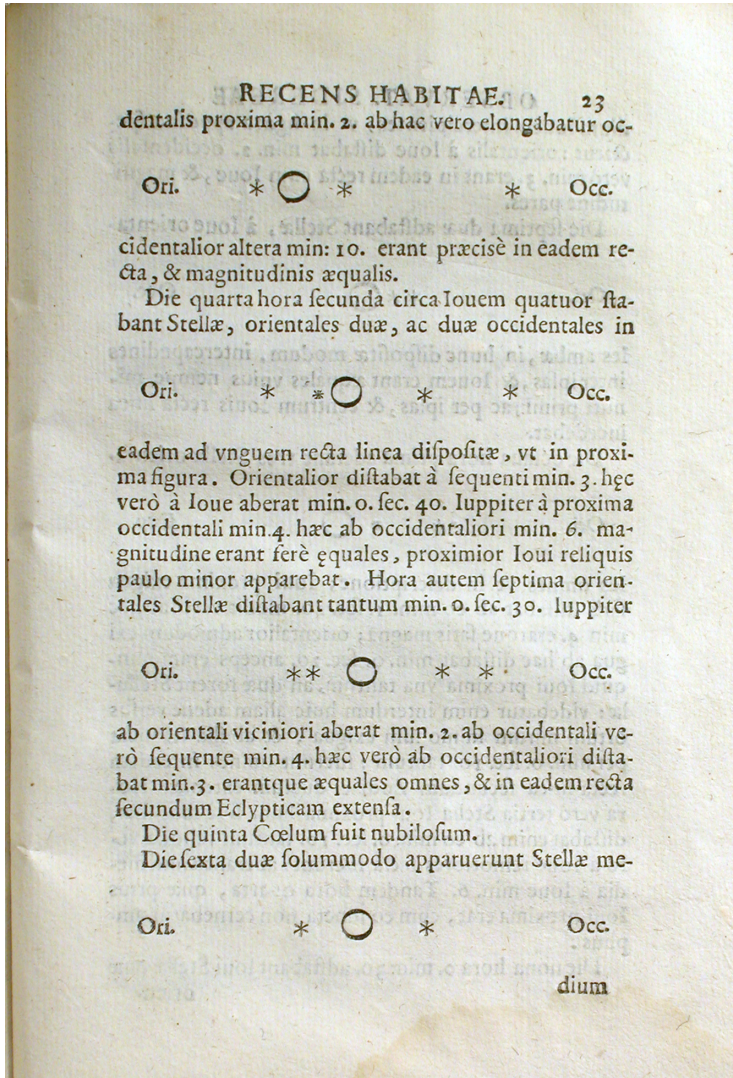 RECENS HABITAE. 23
dentalis proxima min. 2. ab hac vero elongabatur oc-
Ori. * O * * Occ.
cidentalior altera min: 10. erant præcisè in eadem re-
cta, & magnitudinis æqualis.
Die quarta hora ſecunda circa Iouem quatuor ſta-
bant Stellæ, orientales duæ, ac duæ occidentales in
Ori. * * O * * Occ.
eadem ad vnguem recta linea diſpoſitæ, vt in proxi-
ma figura. Orientalior diſtabat à ſequenti min. 3. hęc
verò à Ioue aberat min. 0. ſec. 40. Iuppiter à proxima
occidentali min. 4. hæc ab occidentaliori min. 6. ma-
gnitudine erant ferè ęquales, proximior Ioui reliquis
paulo minor apparebat. Hora autem ſeptima orien-
tales Stellæ diſtabant tantum min. 0. ſec. 30. Iuppiter
Ori. ** O * * Occ.
ab orientali viciniori aberat min. 2. ab occidentali ve-
rò ſequente min. 4. hæc verò ab occidentaliori diſta-
bat min. 3. erantque æquales omnes, & in eadem recta
ſecundum Eclypticam extenſa.
Die quinta Cœlum fuit nubiloſum.
Die ſexta duæ ſolummodo apparuerunt Stellæ me-
Ori. * O * Occ.
dium